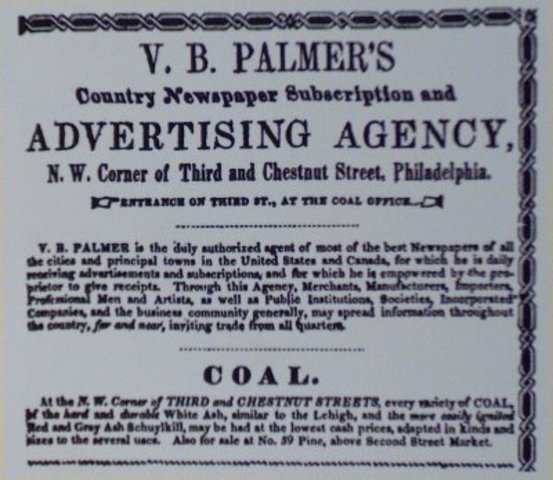 V. B. PALMER'S
Country Newspaper Subscription and
ADVERTISING AGENCY,
N. W. Corner of Third and Chestnut Street, Philadelphia.
ENTRANCE ON THIRD ST., AT THE COAL OFFICE.
V. B. PALMER is the duly authorized agent of most of the best Newspapers of all
the cities and principal towns in the United States and Canada, for which he is daily
receiving advertisements and subscriptions, and for which he is empowered by the pro-
prietor to give receipts. Through this Agency, Merchants, Manufacturers, Importers,
Professional Men and Artists, as well as Public Institutions, Societies, Incorporated
Companies, and the business community generally, may spread information throughout
the country, far and near, inviting trade from all quarters.
COAL.
At the N. W. Corner of THIRD and CHESTNUT STREETS, every variety of COAL,
of the hard and durable White Ash, similar to the Lehigh, and the more easily ignited
Red and Gray Ash Schuylkill, may be had at the lowest cash prices, adapted in kinds and
sizes to the several uses. Also for sale at No. 59 Pine, above Second Street Market.